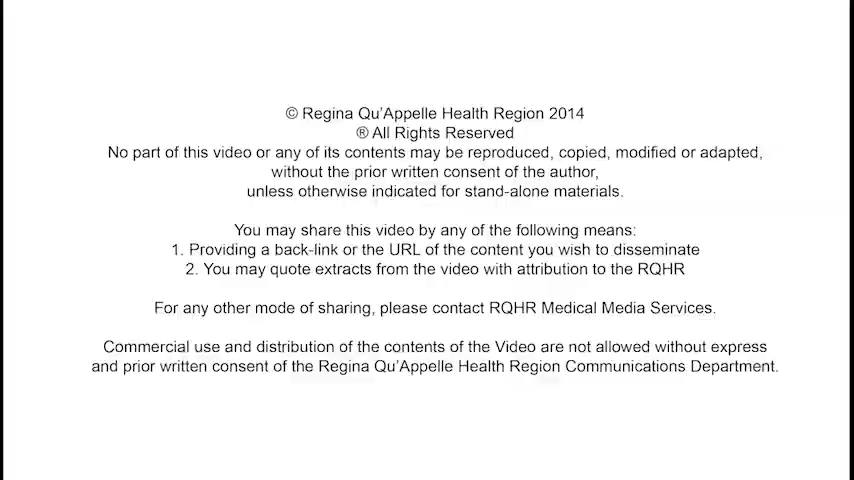 © Regina Qu'Appelle Health Region 2014
® All Rights Reserved
No part of this video or any of its contents may be reproduced, copied, modified or adapted,
without the prior written consent of the author,
unless otherwise indicated for stand-alone materials.
You may share this video by any of the following means:
1. Providing a back-link or the URL of the content you wish to disseminate
2. You may quote extracts from the video with attribution to the RQHR
For any other mode of sharing, please contact RQHR Medical Media Services.
Commercial use and distribution of the contents of the Video are not allowed without express
and prior written consent of the Regina Qu'Appelle Health Region Communications Department.